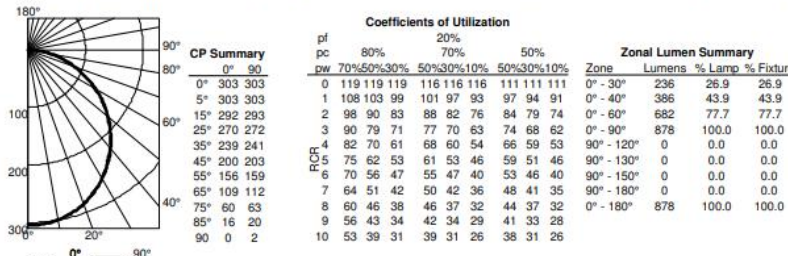 180°
90°
80°
60°
40°
100
200
300
0° 20°
0° 90°
CP Summary
0° 90
0° 303 303
5° 303 303
15° 292 293
25° 270 272
35° 239 241
45° 200 203
55° 156 159
65° 109 112
75° 60 63
85° 16 20
90 0 2
Coefficients of Utilization
pf 20%
pc 80% 70% 50%
pw 70%50%30% 50%30%10% 50%30%10%
RCR
0 119 119 119 116 116 116 111 111 111
1 108 103 99 101 97 93 97 94 91
2 98 90 83 88 82 76 84 79 74
3 90 79 71 77 70 63 74 68 62
4 82 70 61 68 60 54 66 59 53
5 75 62 53 61 53 46 59 51 46
6 70 56 47 55 47 40 53 46 40
7 64 51 42 50 42 36 48 41 35
8 60 46 38 46 37 32 44 37 32
9 56 43 34 42 34 29 41 33 28
10 53 39 31 39 31 26 38 31 26
Zonal Lumen Summary
Zone Lumens % Lamp % Fixtur
0° - 30° 236 26.9 26.9
0° - 40° 386 43.9 43.9
0° - 60° 682 77.7 77.7
0° - 90° 878 100.0 100.0
90° - 120° 0 0.0 0.0
90° - 130° 0 0.0 0.0
90° - 150° 0 0.0 0.0
90° - 180° 0 0.0 0.0
0° - 180° 878 100.0 100.0